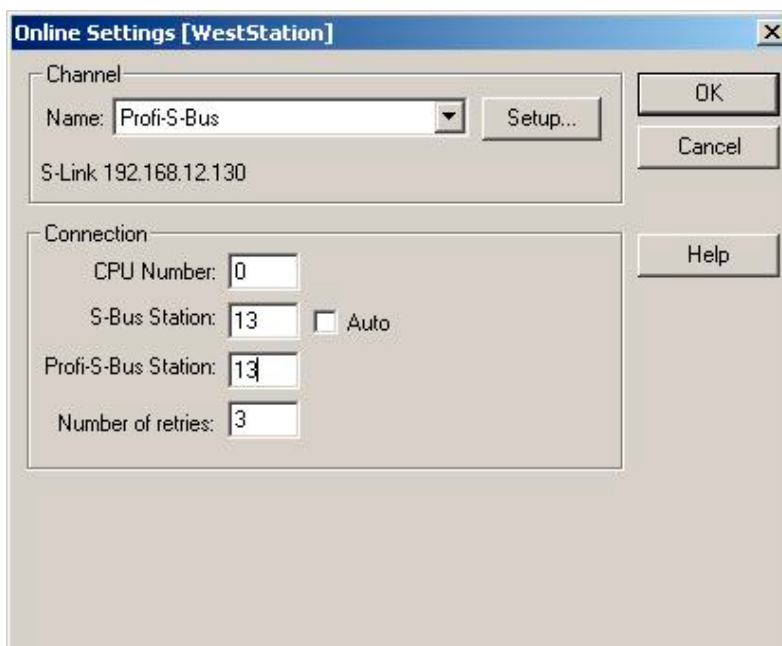 Online Settings [WestStation]
Channel
Name: Profi-S-Bus Setup...
S-Link 192.168.12.130
OK
Cancel
Connection
CPU Number: 0
S-Bus Station: 13 Auto
Profi-S-Bus Station: 13
Number of retries: 3
Help